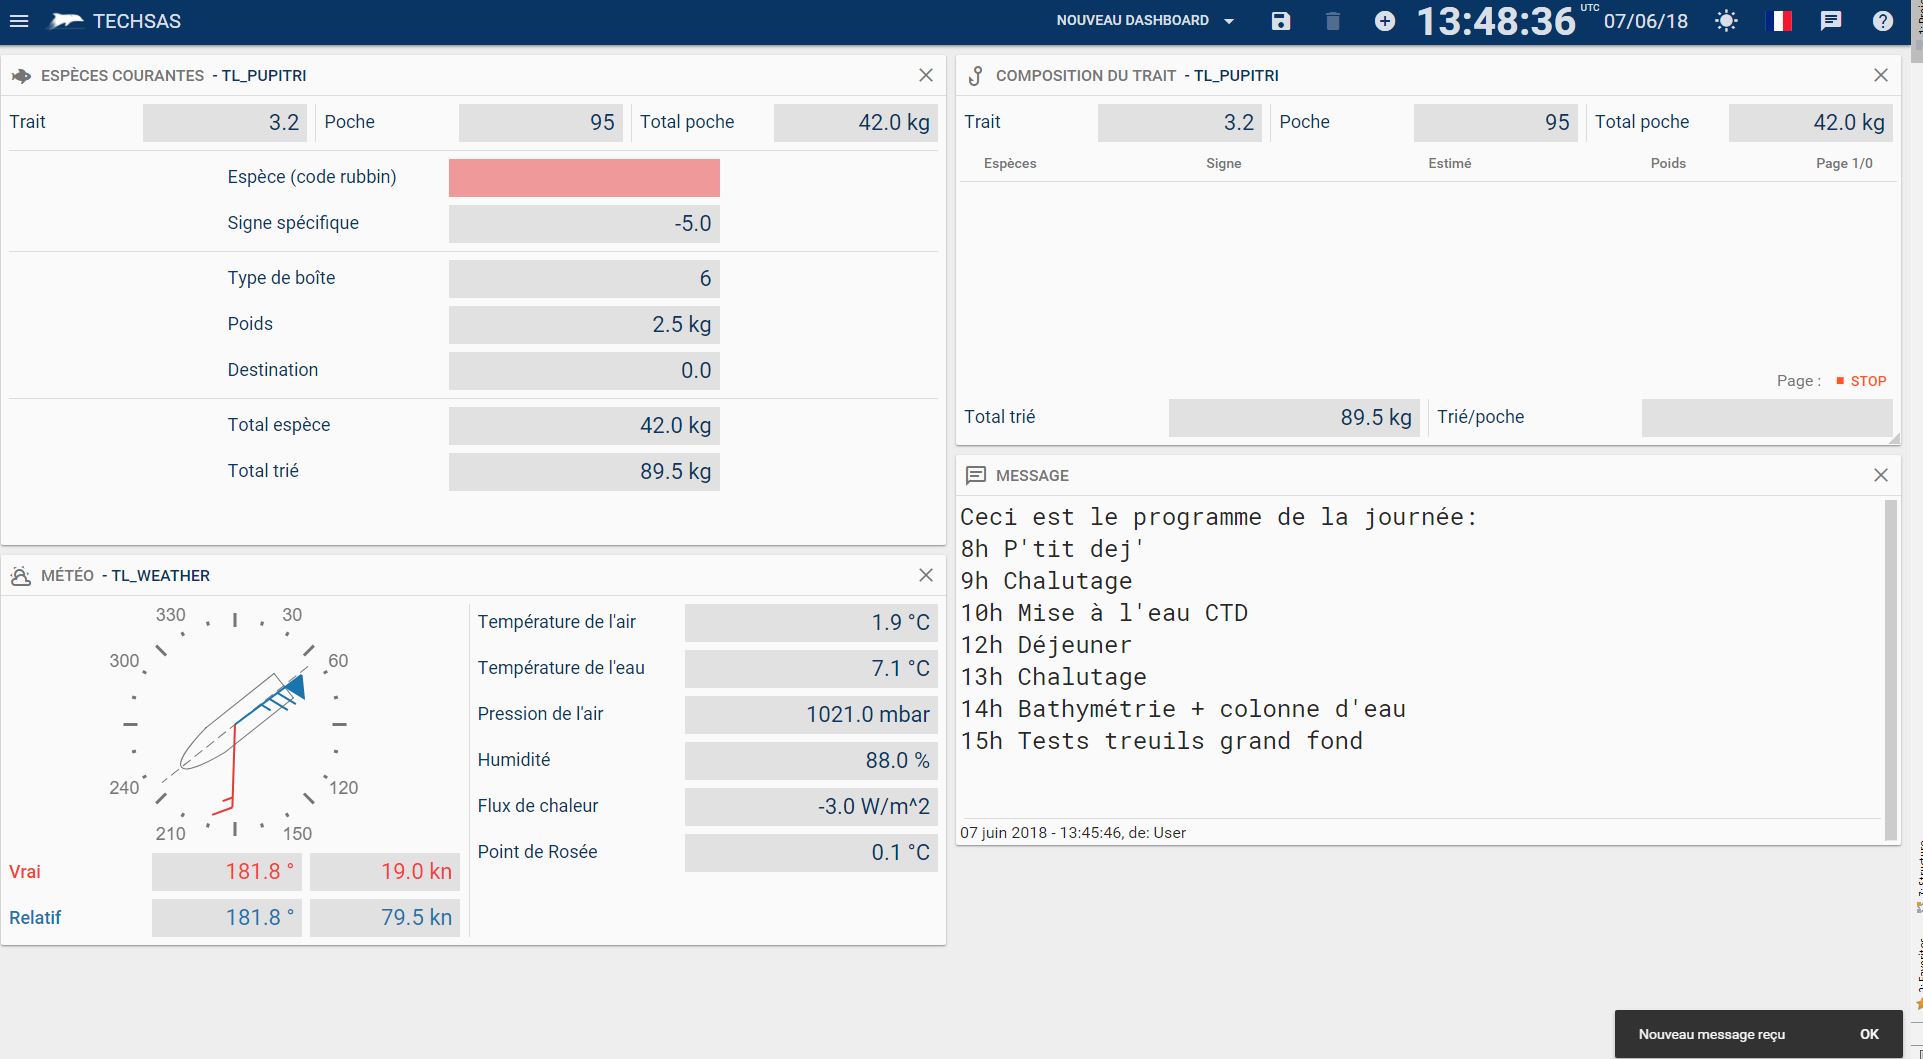 TECHSAS
NOUVEAU DASHBOARD
13:48:36 UTC 07/06/18
ESPÈCES COURANTES - TL_PUPITRI
Trait 3.2 Poche 95 Total poche 42.0 kg
Espèce (code rubbin)
Signe spécifique -5.0
Type de boîte 6
Poids 2.5 kg
Destination 0.0
Total espèce 42.0 kg
Total trié 89.5 kg
COMPOSITION DU TRAIT - TL_PUPITRI
Trait 3.2 Poche 95 Total poche 42.0 kg
Espèces Signe Estimé Poids Page 1/0
Page : STOP
Total trié 89.5 kg Trié/poche
MESSAGE
Ceci est le programme de la journée:
8h P'tit dej'
9h Chalutage
10h Mise à l'eau CTD
12h Déjeuner
13h Chalutage
14h Bathymétrie + colonne d'eau
15h Tests treuils grand fond
07 juin 2018 - 13:45:46, de: User
MÉTÉO - TL_WEATHER
330 30
300 60
240 120
210 150
Vrai 181.8 ° 19.0 kn
Relatif 181.8 ° 79.5 kn
Température de l'air 1.9 °C
Température de l'eau 7.1 °C
Pression de l'air 1021.0 mbar
Humidité 88.0 %
Flux de chaleur -3.0 W/m^2
Point de Rosée 0.1 °C
Nouveau message reçu OK